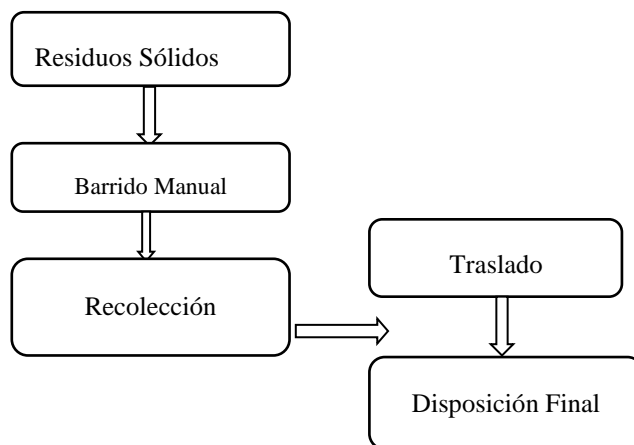 Residuos Sólidos
Barrido Manual
Recolección
Traslado
Disposición Final